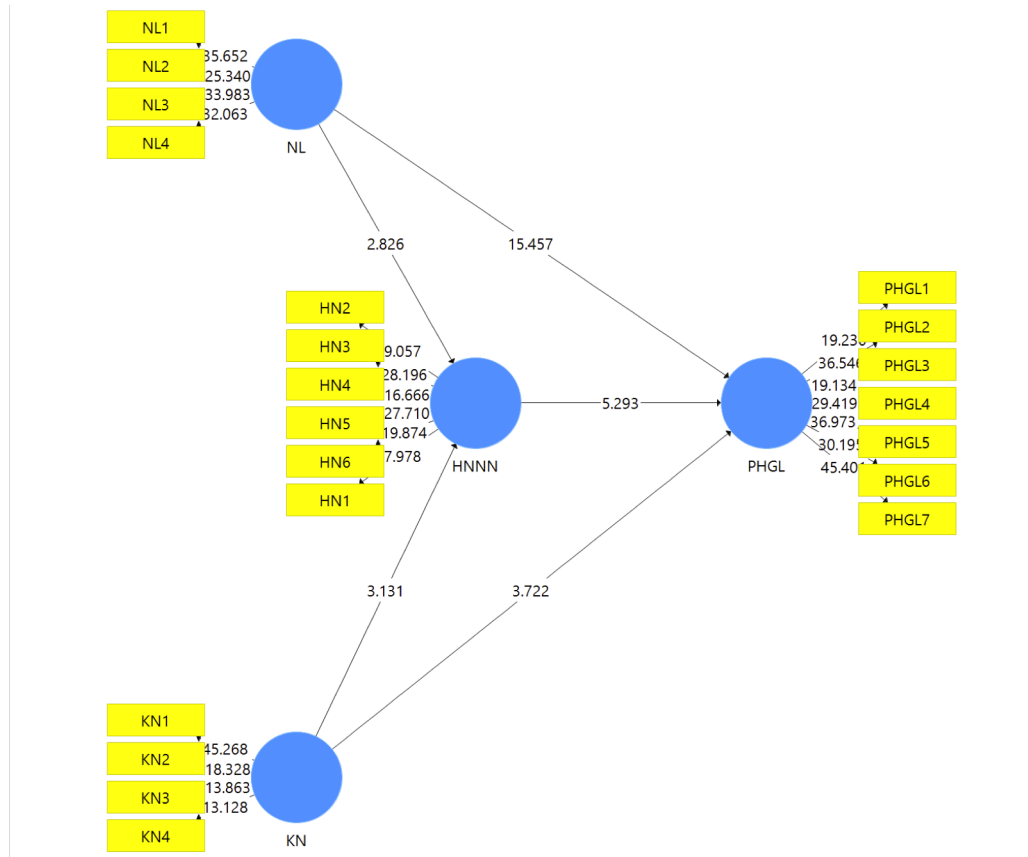 NL1
NL2
NL3
NL4
35.652
25.340
33.983
32.063
NL
2.826
15.457
HN2
HN3
HN4
HN5
HN6
HN1
9.057
28.196
16.666
27.710
19.874
7.978
HNNN
5.293
PHGL
PHGL1
PHGL2
PHGL3
PHGL4
PHGL5
PHGL6
PHGL7
36.546
19.134
29.419
36.973
3.131
3.722
KN1
KN2
KN3
KN4
45.268
18.328
13.863
13.128
KN